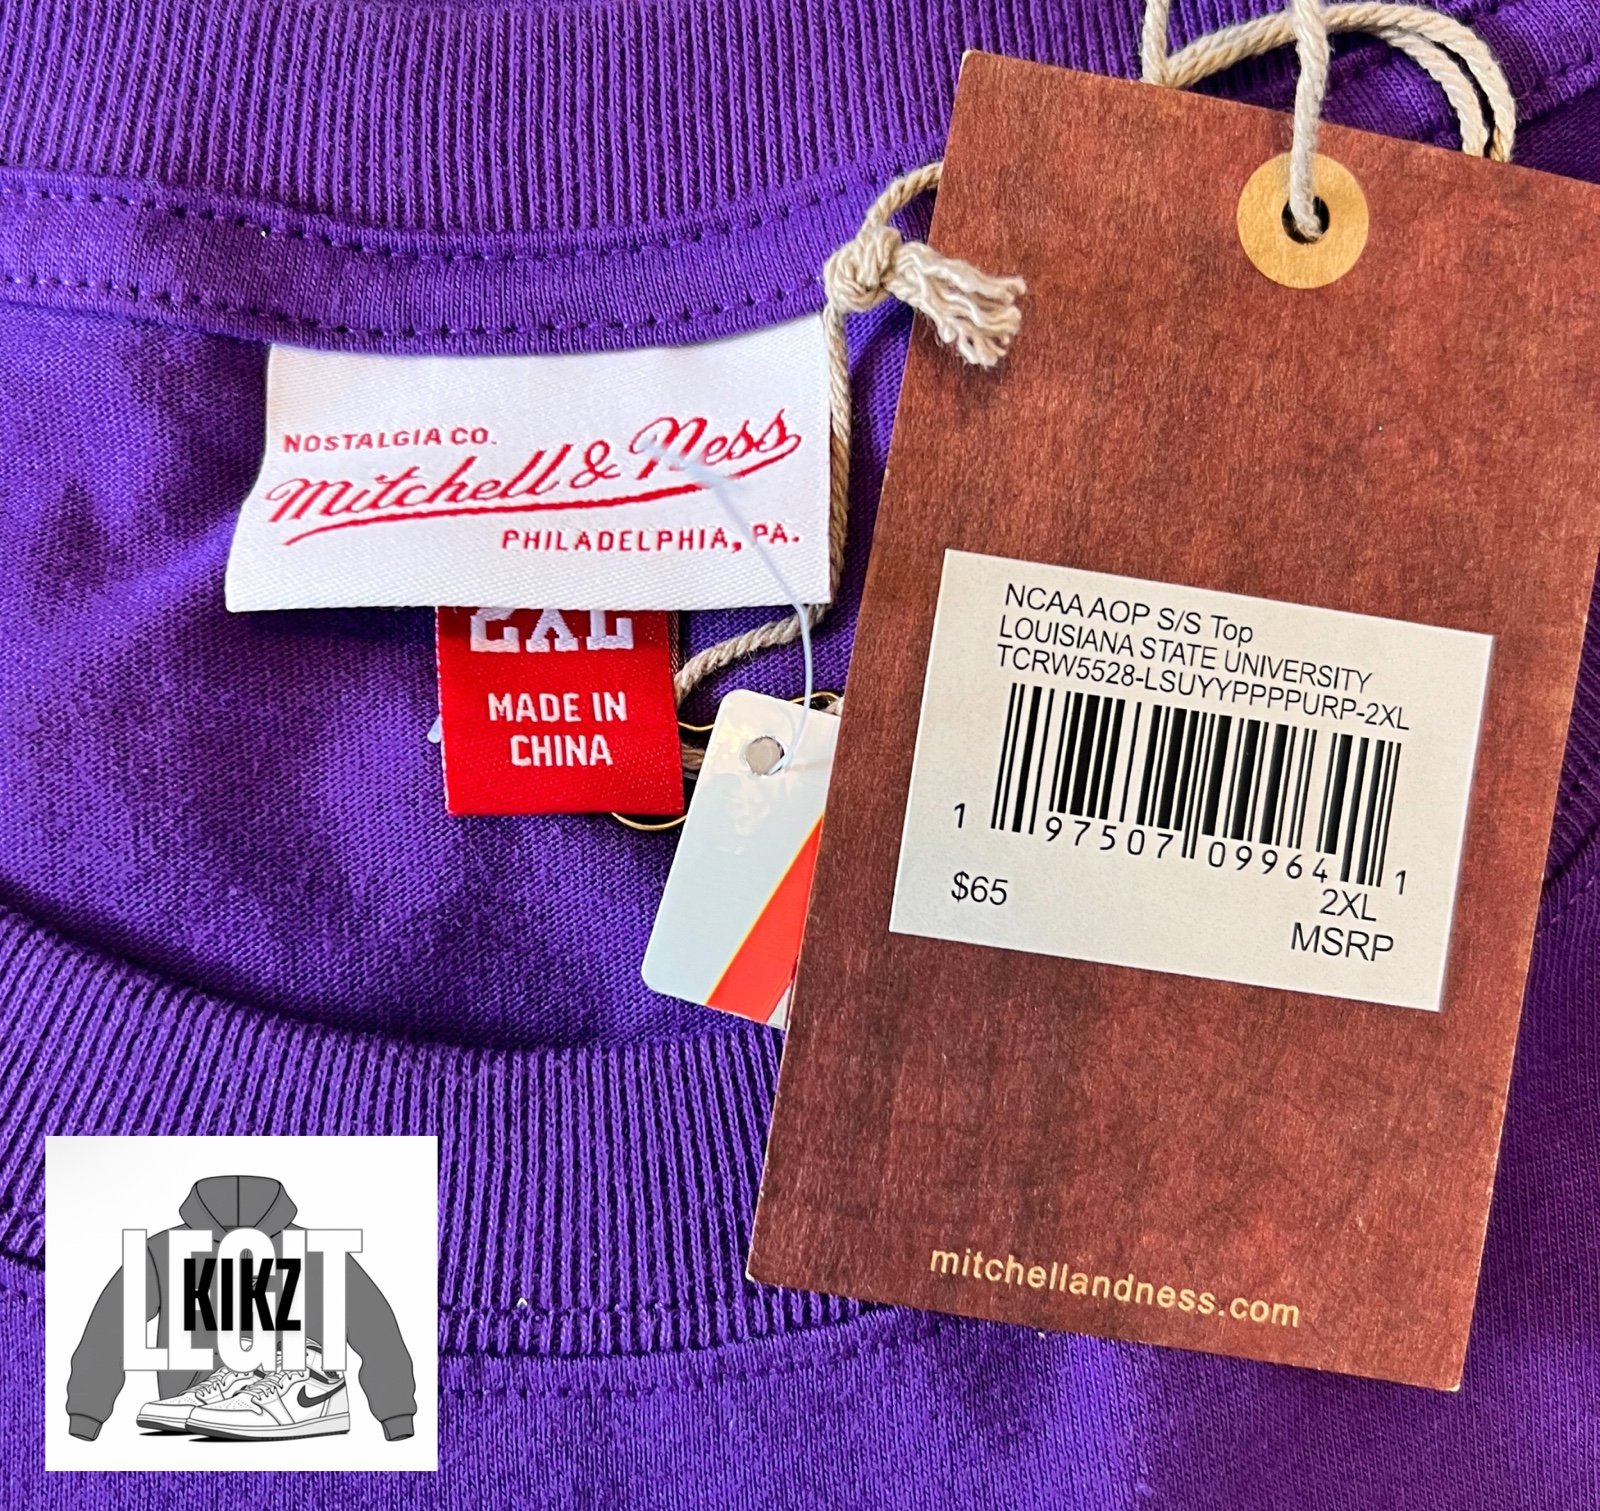 NOSTALGIA CO.
Mitchell & Ness
PHILADELPHIA, PA.
2XL
MADE IN
CHINA
NCAA AOP S/S Top
LOUISIANA STATE UNIVERSITY
TCRW5528-LSUYYPPPPURP-2XL
1 97507 09964 1
$65
2XL
MSRP
mitchellandness.com
LEGIT
KIKZ